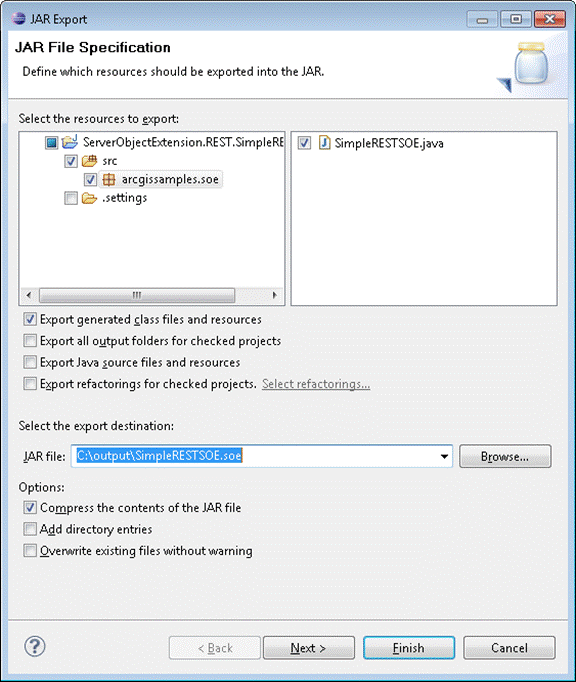 JAR Export
JAR File Specification
Define which resources should be exported into the JAR.
Select the resources to export:
ServerObjectExtension.REST.SimpleRE
src
arcgissamples.soe
.settings
SimpleRESTSOE.java
Export generated class files and resources
Export all output folders for checked projects
Export Java source files and resources
Export refactorings for checked projects. Select refactorings...
Select the export destination:
JAR file: C:\output\SimpleRESTSOE.soe Browse...
Options:
Compress the contents of the JAR file
Add directory entries
Overwrite existing files without warning
? < Back Next > Finish Cancel